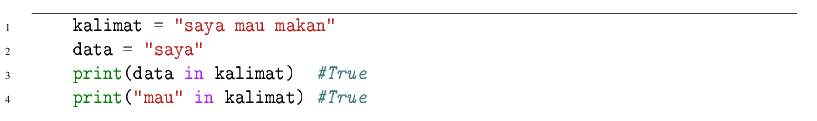 1 kalimat = "saya mau makan"
2 data = "saya"
3 print(data in kalimat) #True
4 print("mau" in kalimat) #True